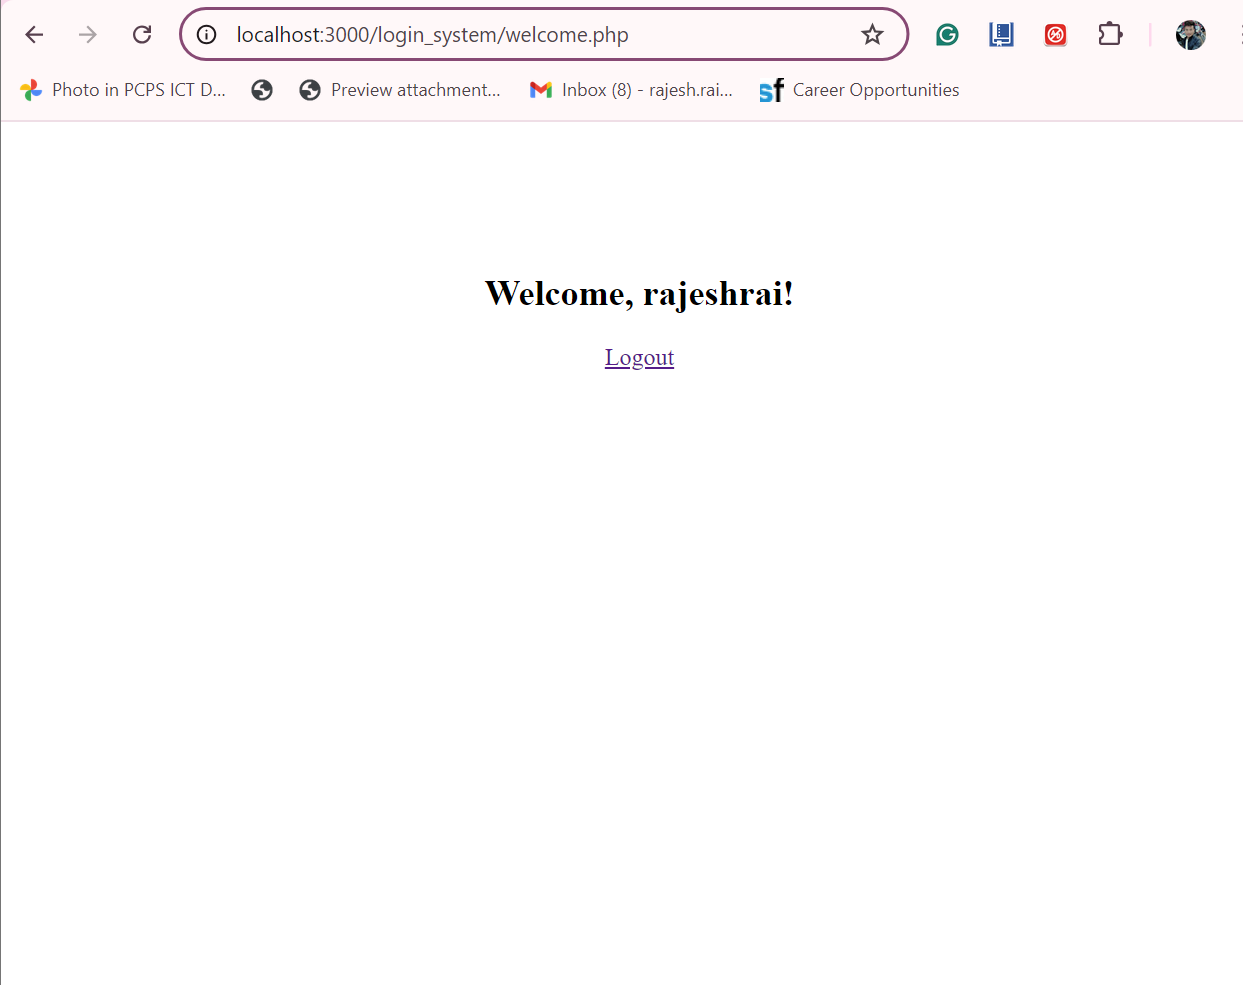 localhost:3000/login_system/welcome.php
Photo in PCPS ICT D... Preview attachment... Inbox (8) - rajesh.rai... sf Career Opportunities
Welcome, rajeshrai!
Logout